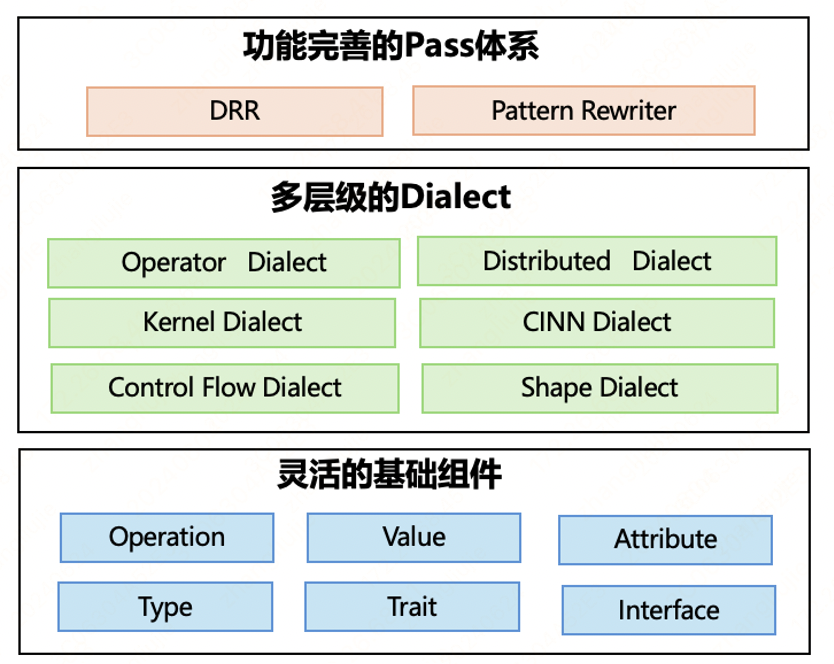 功能完善的Pass体系
DRR
Pattern Rewriter
多层级的Dialect
Operator Dialect
Distributed Dialect
Kernel Dialect
CINN Dialect
Control Flow Dialect
Shape Dialect
灵活的基础组件
Operation
Value
Attribute
Type
Trait
Interface